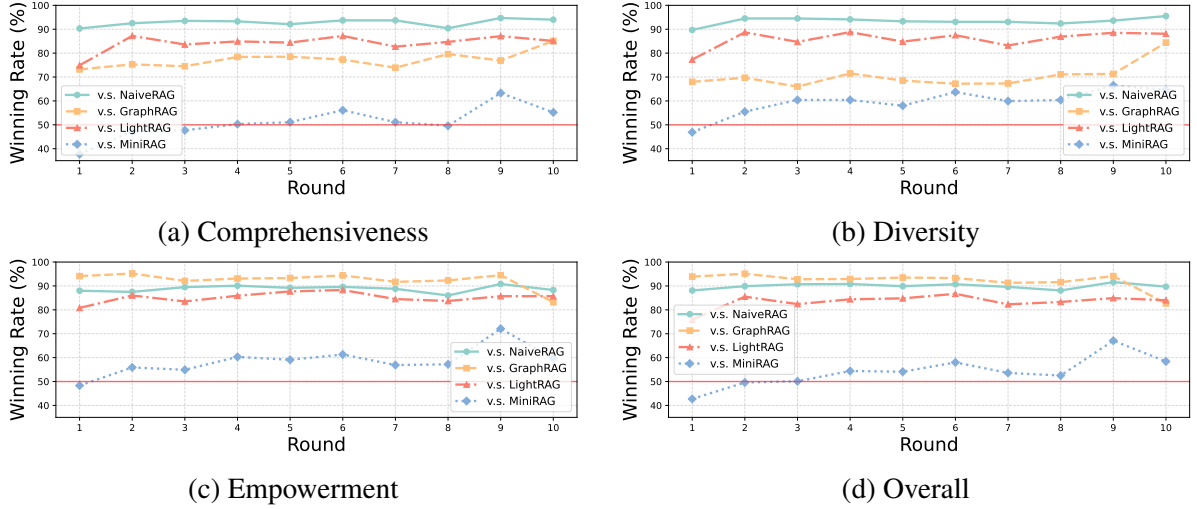 Winning Rate (%)
100
90
80
70
60
50
40
v.s. NaiveRAG
v.s. GraphRAG
v.s. LightRAG
v.s. MiniRAG
1 2 3 4 5 6 7 8 9 10
Round
(a) Comprehensiveness
Winning Rate (%)
100
90
80
70
60
50
40
v.s. NaiveRAG
v.s. GraphRAG
v.s. LightRAG
v.s. MiniRAG
1 2 3 4 5 6 7 8 9 10
Round
(b) Diversity
Winning Rate (%)
100
90
80
70
60
50
40
v.s. NaiveRAG
v.s. GraphRAG
v.s. LightRAG
v.s. MiniRAG
1 2 3 4 5 6 7 8 9 10
Round
(c) Empowerment
Winning Rate (%)
100
90
80
70
60
50
40
v.s. NaiveRAG
v.s. GraphRAG
v.s. LightRAG
v.s. MiniRAG
1 2 3 4 5 6 7 8 9 10
Round
(d) Overall